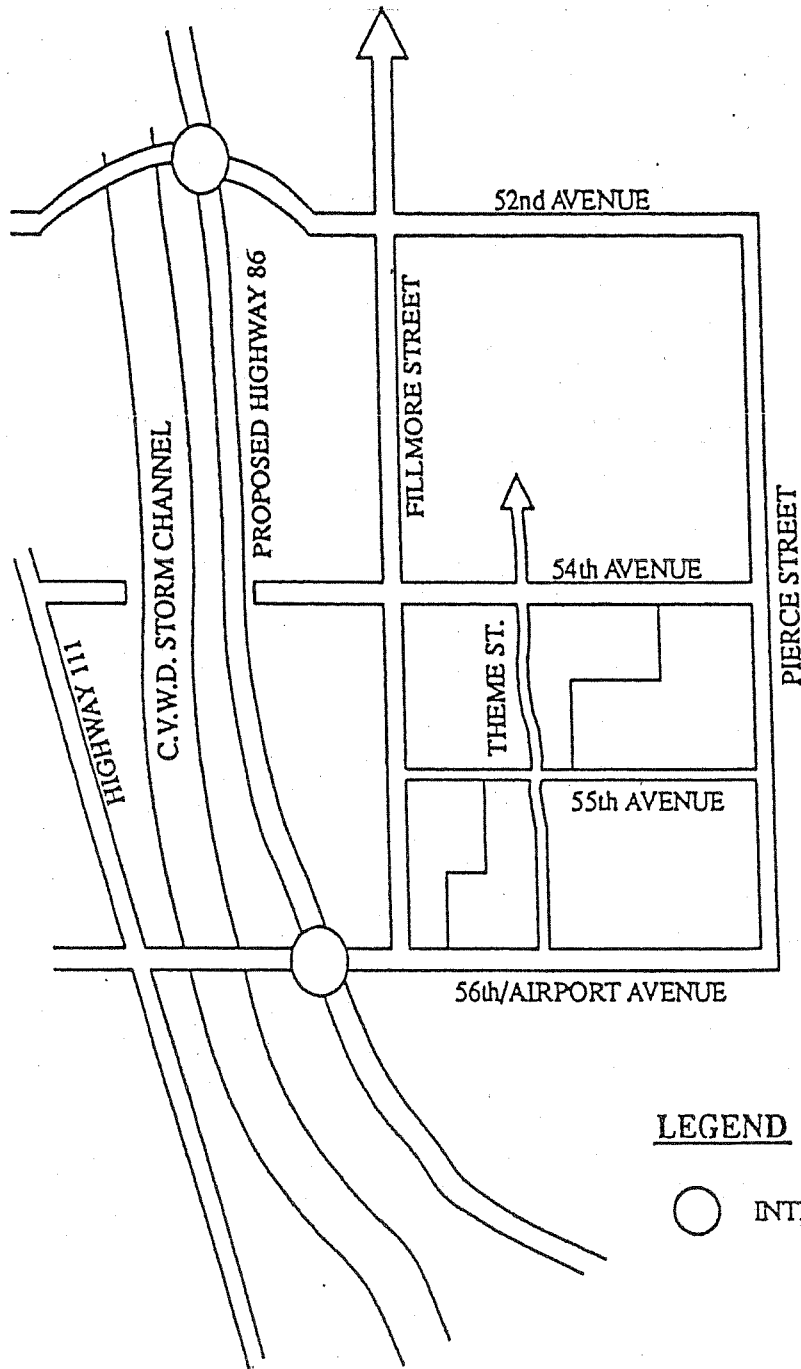 52nd AVENUE
PROPOSED HIGHWAY 86
FILLMORE STREET
C.V.W.D. STORM CHANNEL
54th AVENUE
PIERCE STREET
HIGHWAY 111
THEME ST.
55th AVENUE
56th/AIRPORT AVENUE
LEGEND